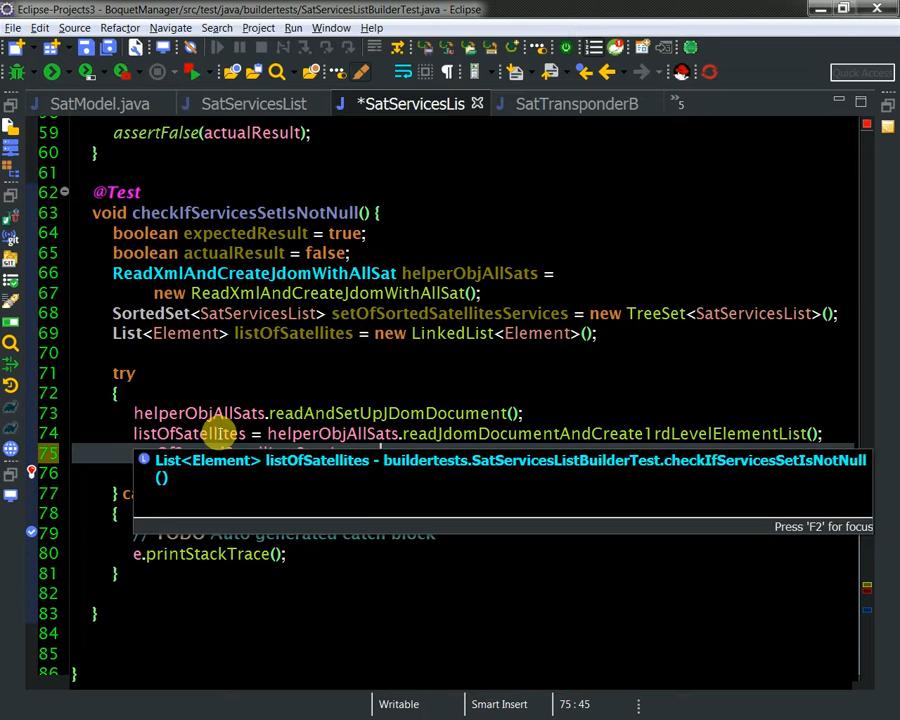 Eclipse-Projects3 - BoquetManager/src/test/java/buildertests/SatServicesListBuilderTest.java - Eclipse
File Edit Source Refactor Navigate Search Project Run Window Help
Quick Access
SatModel.java SatServicesList *SatServicesLis SatTransponderB »5
59 assertFalse(actualResult);
60 }
61
62 @Test
63 void checkIfServicesSetIsNotNull() {
64 boolean expectedResult = true;
65 boolean actualResult = false;
66 ReadXmlAndCreateJdomWithAllSat helperObjAllSats =
67 new ReadXmlAndCreateJdomWithAllSat();
68 SortedSet<SatServicesList> setOfSortedSatellitesServices = new TreeSet<SatServicesList>();
69 List<Element> listOfSatellites = new LinkedList<Element>();
70
71 try
72 {
73 helperObjAllSats.readAndSetUpJDomDocument();
74 listOfSatellites = helperObjAllSats.readJdomDocumentAndCreate1rdLevelElementList();
75
List<Element> listOfSatellites - buildertests.SatServicesListBuilderTest.checkIfServicesSetIsNotNull
()
76
77 } ca
78 {
Press 'F2' for focus
79 // TODO Auto generated catch block
80 e.printStackTrace();
81 }
82
83 }
84
85
86 }
Writable Smart Insert 75 : 45